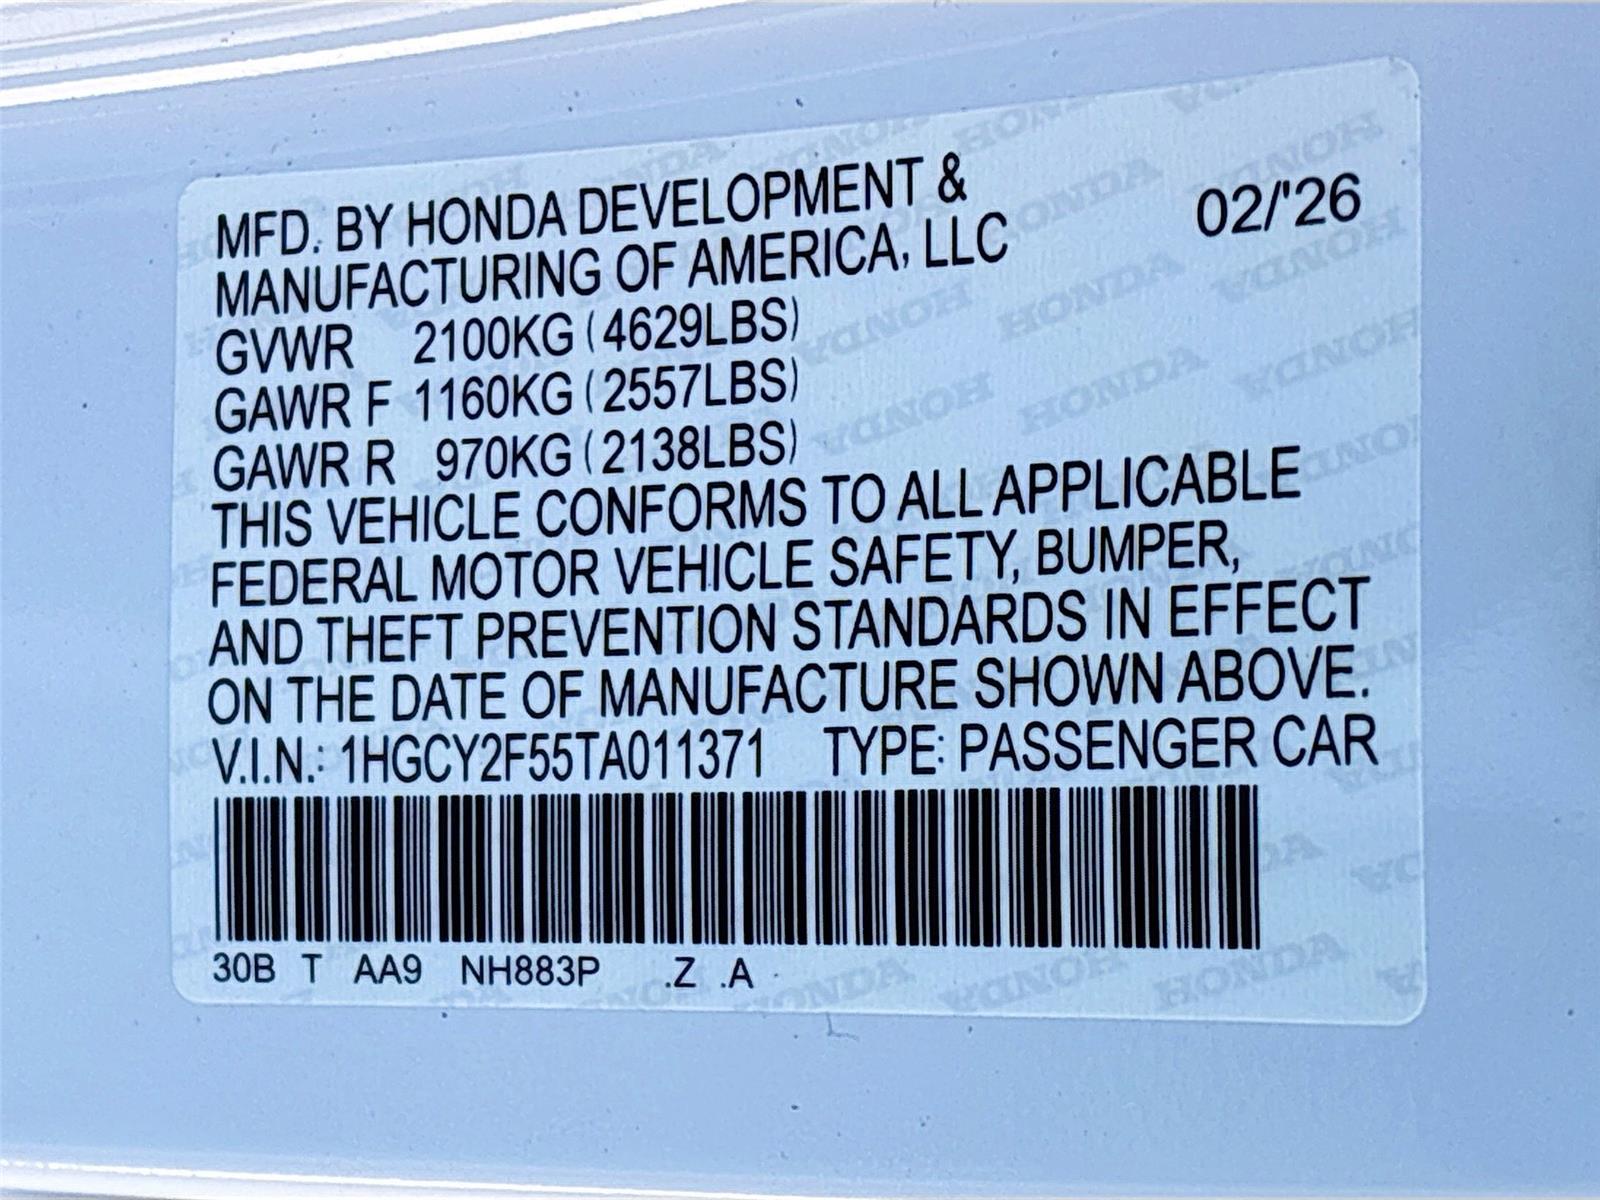 MFD. BY HONDA DEVELOPMENT &
MANUFACTURING OF AMERICA, LLC
02/'26
GVWR 2100KG (4629LBS)
GAWR F 1160KG (2557LBS)
GAWR R 970KG (2138LBS)
THIS VEHICLE CONFORMS TO ALL APPLICABLE
FEDERAL MOTOR VEHICLE SAFETY, BUMPER,
AND THEFT PREVENTION STANDARDS IN EFFECT
ON THE DATE OF MANUFACTURE SHOWN ABOVE.
V.I.N.: 1HGCY2F55TA011371 TYPE: PASSENGER CAR
30B T AA9 NH883P .Z .A